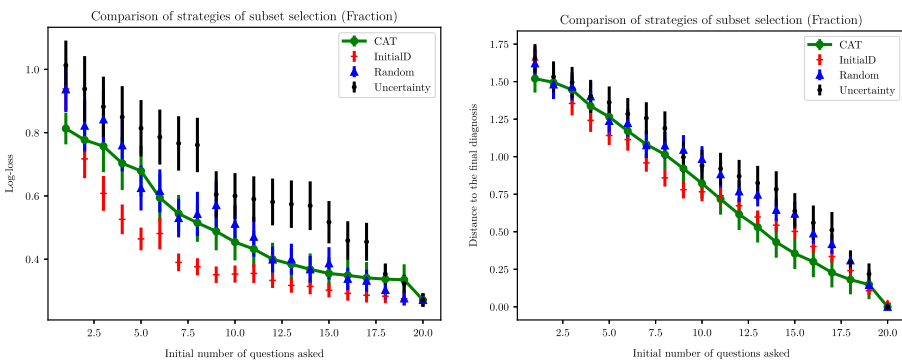 Comparison of strategies of subset selection (Fraction)
CAT
InitialD
Random
Uncertainty
Log-loss
1.0
0.8
0.6
0.4
2.5 5.0 7.5 10.0 12.5 15.0 17.5 20.0
Initial number of questions asked
Comparison of strategies of subset selection (Fraction)
CAT
InitialD
Random
Uncertainty
Distance to the final diagnosis
1.75
1.50
1.25
1.00
0.75
0.50
0.25
0.00
2.5 5.0 7.5 10.0 12.5 15.0 17.5 20.0
Initial number of questions asked